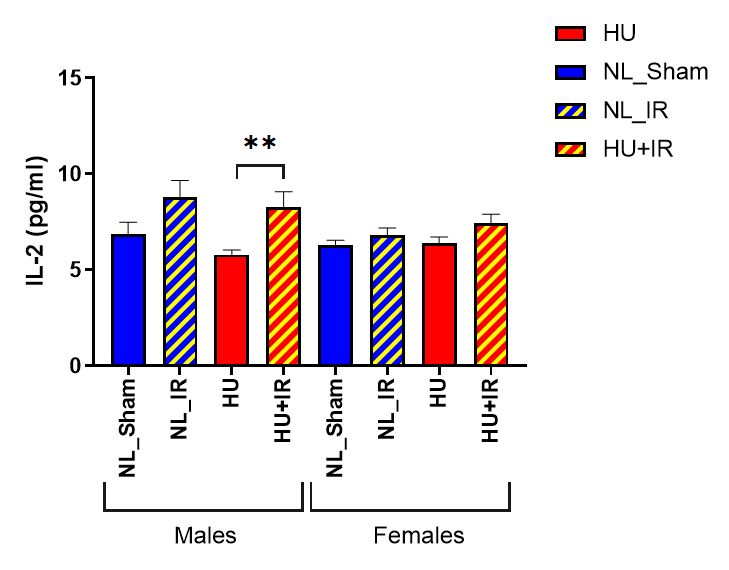 HU
NL_Sham
NL_IR
HU+IR
IL-2 (pg/ml)
15
10
5
0
**
NL_Sham
NL_IR
HU
HU+IR
NL_Sham
NL_IR
HU
HU+IR
Males
Females